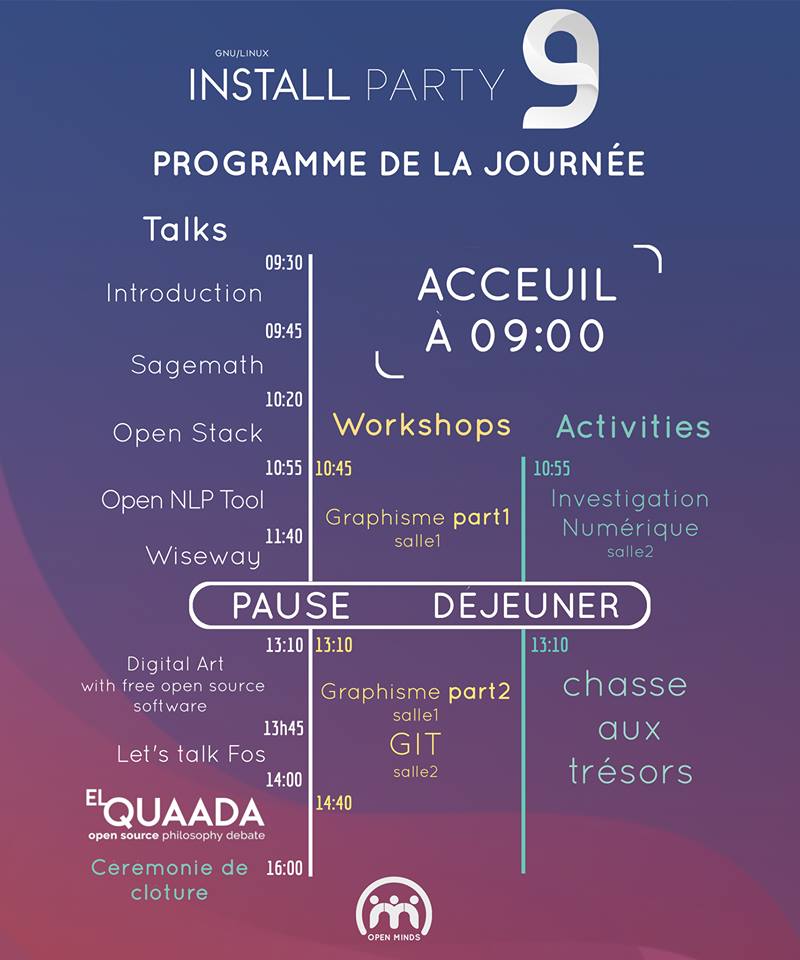 GNU/LINUX
INSTALL PARTY 9
PROGRAMME DE LA JOURNÉE
Talks
09:30
Introduction
09:45
Sagemath
10:20
Open Stack
10:55
Open NLP Tool
11:40
Wiseway
ACCEUIL
À 09:00
Workshops
10:45
Graphisme part1
salle1
Activities
10:55
Investigation
Numérique
salle2
PAUSE DÉJEUNER
13:10
Digital Art
with free open source
software
13h45
Let's talk Fos
14:00
EL QUAADA
open source philosophy debate
16:00
Ceremonie de
cloture
13:10
Graphisme part2
salle1
GIT
salle2
14:40
13:10
chasse
aux
trésors
OPEN MINDS